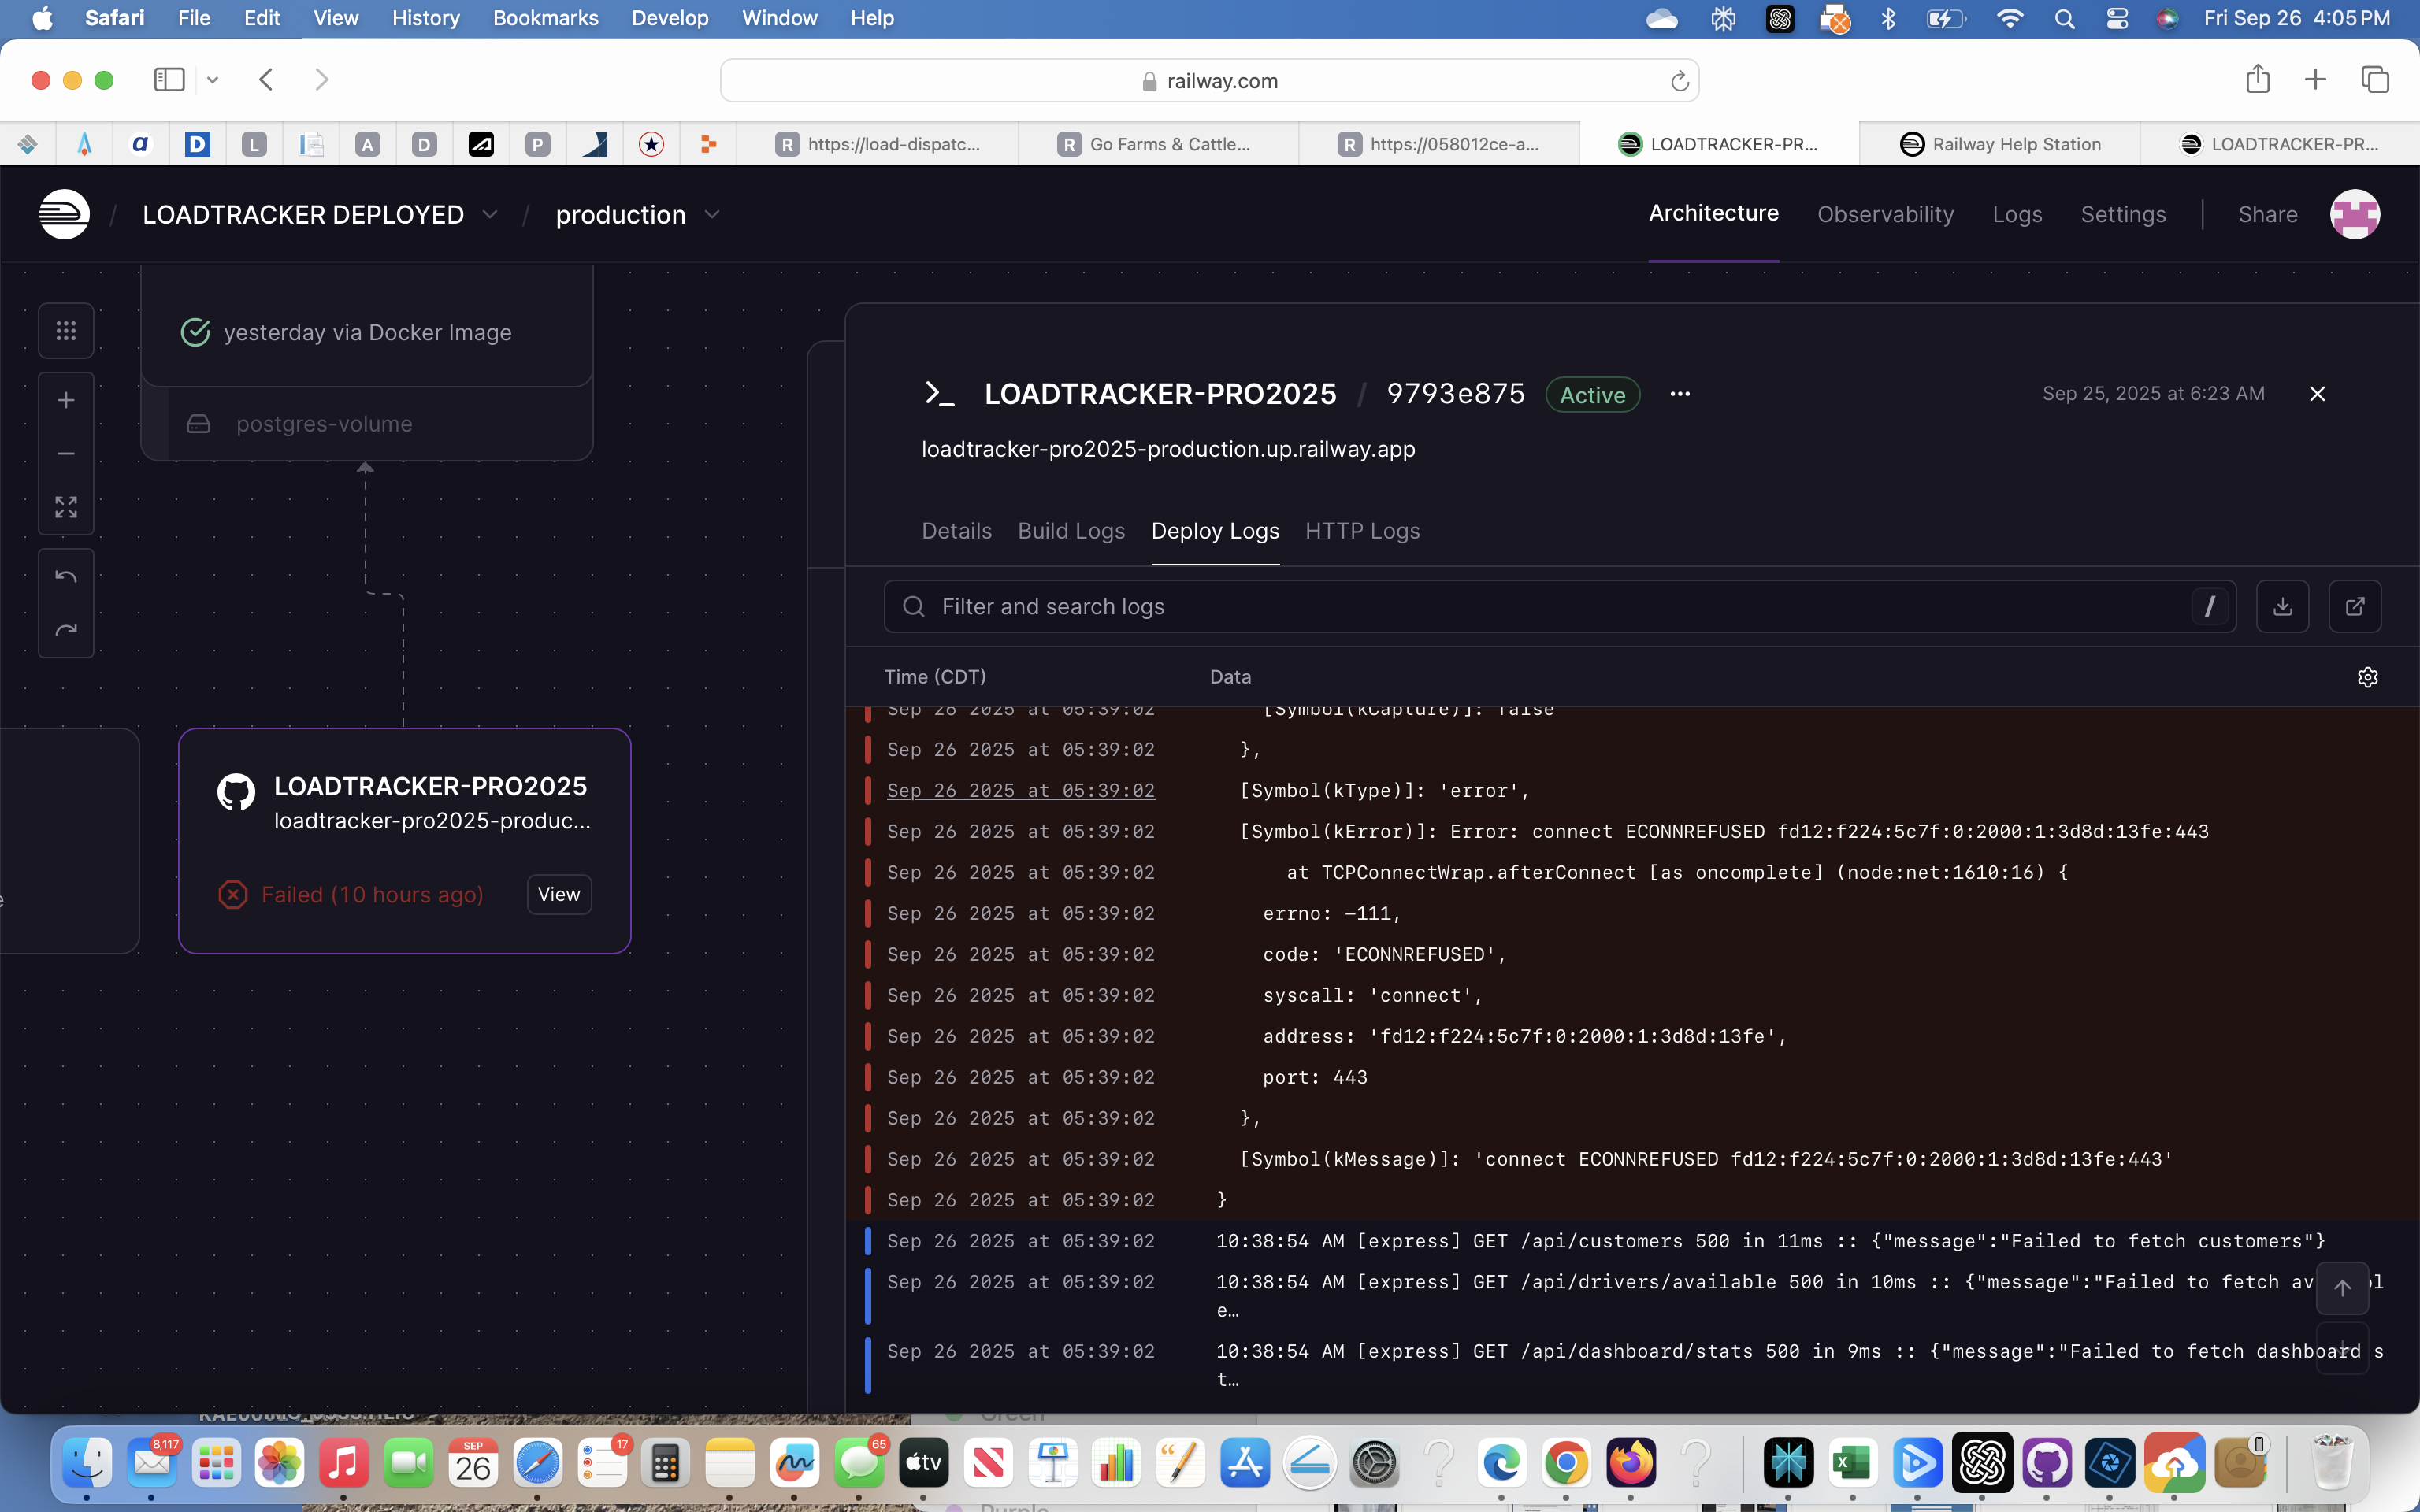 Safari File Edit View History Bookmarks Develop Window Help Fri Sep 26 4:05 PM
railway.com
a D L A D P R https://load-dispatc... R Go Farms & Cattle... R https://058012ce-a... LOADTRACKER-PR... Railway Help Station LOADTRACKER-PR...
/ LOADTRACKER DEPLOYED / production Architecture Observability Logs Settings | Share
yesterday via Docker Image
postgres-volume
LOADTRACKER-PRO2025
loadtracker-pro2025-produc...
Failed (10 hours ago) View
LOADTRACKER-PRO2025 / 9793e875 Active ... Sep 25, 2025 at 6:23 AM
loadtracker-pro2025-production.up.railway.app
Details Build Logs Deploy Logs HTTP Logs
Filter and search logs /
Time (CDT) Data
Sep 26 2025 at 05:39:02 [Symbol(kCapture)]: false
Sep 26 2025 at 05:39:02 },
Sep 26 2025 at 05:39:02 [Symbol(kType)]: 'error',
Sep 26 2025 at 05:39:02 [Symbol(kError)]: Error: connect ECONNREFUSED fd12:f224:5c7f:0:2000:1:3d8d:13fe:443
Sep 26 2025 at 05:39:02 at TCPConnectWrap.afterConnect [as oncomplete] (node:net:1610:16) {
Sep 26 2025 at 05:39:02 errno: -111,
Sep 26 2025 at 05:39:02 code: 'ECONNREFUSED',
Sep 26 2025 at 05:39:02 syscall: 'connect',
Sep 26 2025 at 05:39:02 address: 'fd12:f224:5c7f:0:2000:1:3d8d:13fe',
Sep 26 2025 at 05:39:02 port: 443
Sep 26 2025 at 05:39:02 },
Sep 26 2025 at 05:39:02 [Symbol(kMessage)]: 'connect ECONNREFUSED fd12:f224:5c7f:0:2000:1:3d8d:13fe:443'
Sep 26 2025 at 05:39:02 }
Sep 26 2025 at 05:39:02 10:38:54 AM [express] GET /api/customers 500 in 11ms :: {"message":"Failed to fetch customers"}
Sep 26 2025 at 05:39:02 10:38:54 AM [express] GET /api/drivers/available 500 in 10ms :: {"message":"Failed to fetch
e…
Sep 26 2025 at 05:39:02 10:38:54 AM [express] GET /api/dashboard/stats 500 in 9ms :: {"message":"Failed to fetch dashboard s
t…
Green
8,117 SEP 26 17 65 tv X
Purple